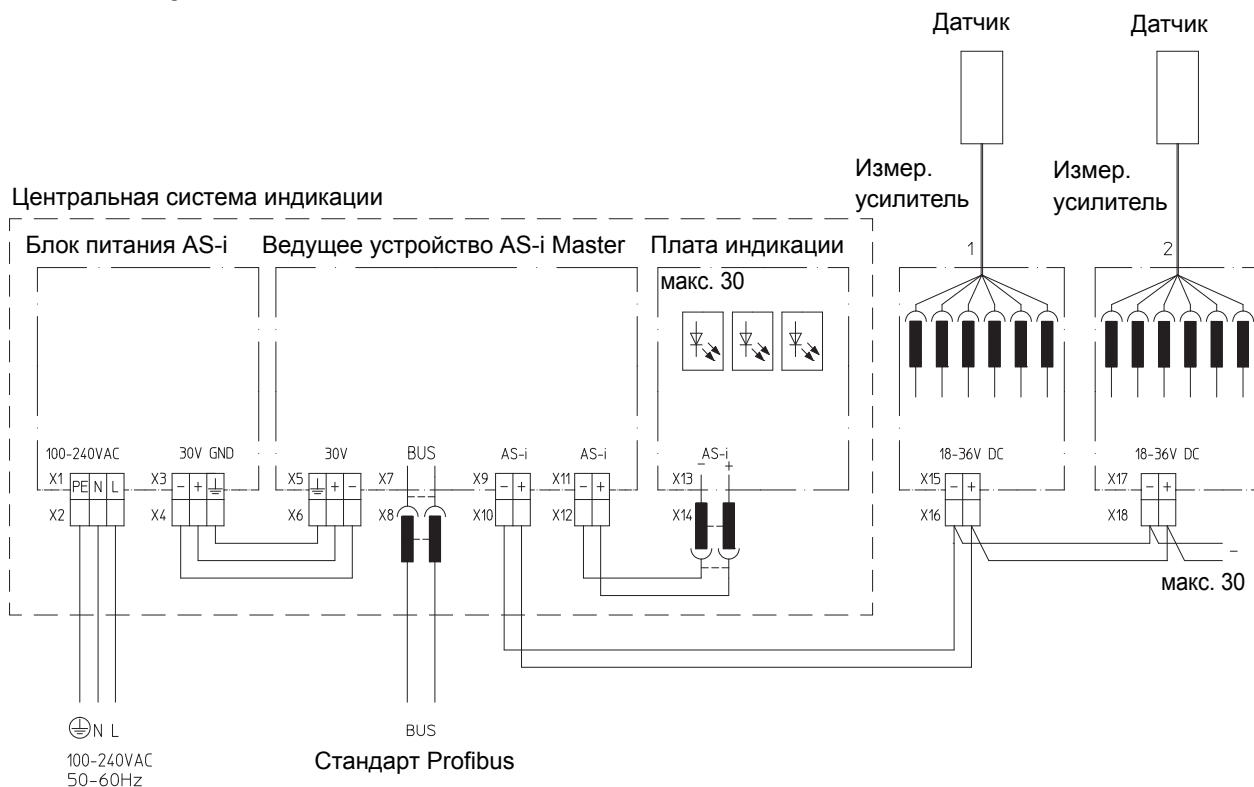 Датчик Датчик
Измер. усилитель
Измер. усилитель
Центральная система индикации
Блок питания AS-i Ведущее устройство AS-i Master Плата индикации
макс. 30
1 2
100-240VAC 30V GND 30V BUS AS-i AS-i AS-i 18-36V DC 18-36V DC
X1 PE N L X3 - + X5 + - X7 X9 - + X11 - + X13 - + X15 - + X17 - +
X2 X4 X6 X8 X10 X12 X14 X16 X18
–
макс. 30
N L BUS
100-240VAC
50-60Hz
Стандарт Profibus